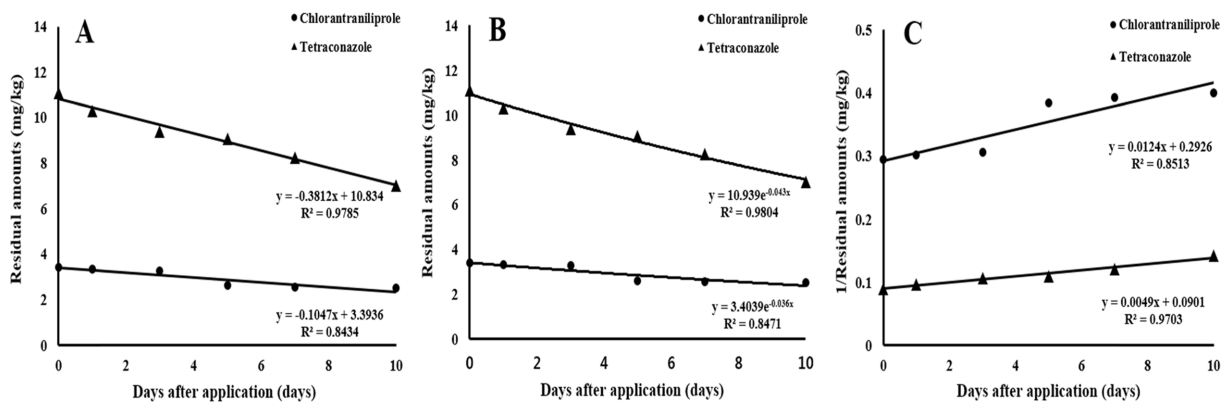 A
Chlorantraniliprole
Tetraconazole
Residual amounts (mg/kg)
14
12
10
8
6
4
2
0
y = -0.3812x + 10.834
R² = 0.9785
y = -0.1047x + 3.3936
R² = 0.8434
0 2 4 6 8 10
Days after application (days)
B
Chlorantraniliprole
Tetraconazole
Residual amounts (mg/kg)
14
12
10
8
6
4
2
0
y = 10.939e-0.043x
R² = 0.9804
y = 3.4039e-0.036x
R² = 0.8471
0 2 4 6 8 10
Days after application (days)
C
Chlorantraniliprole
Tetraconazole
1/Residual amounts (mg/kg)
0.5
0.4
0.3
0.2
0.1
0
y = 0.0124x + 0.2926
R² = 0.8513
y = 0.0049x + 0.0901
R² = 0.9703
0 2 4 6 8 10
Days after application (days)